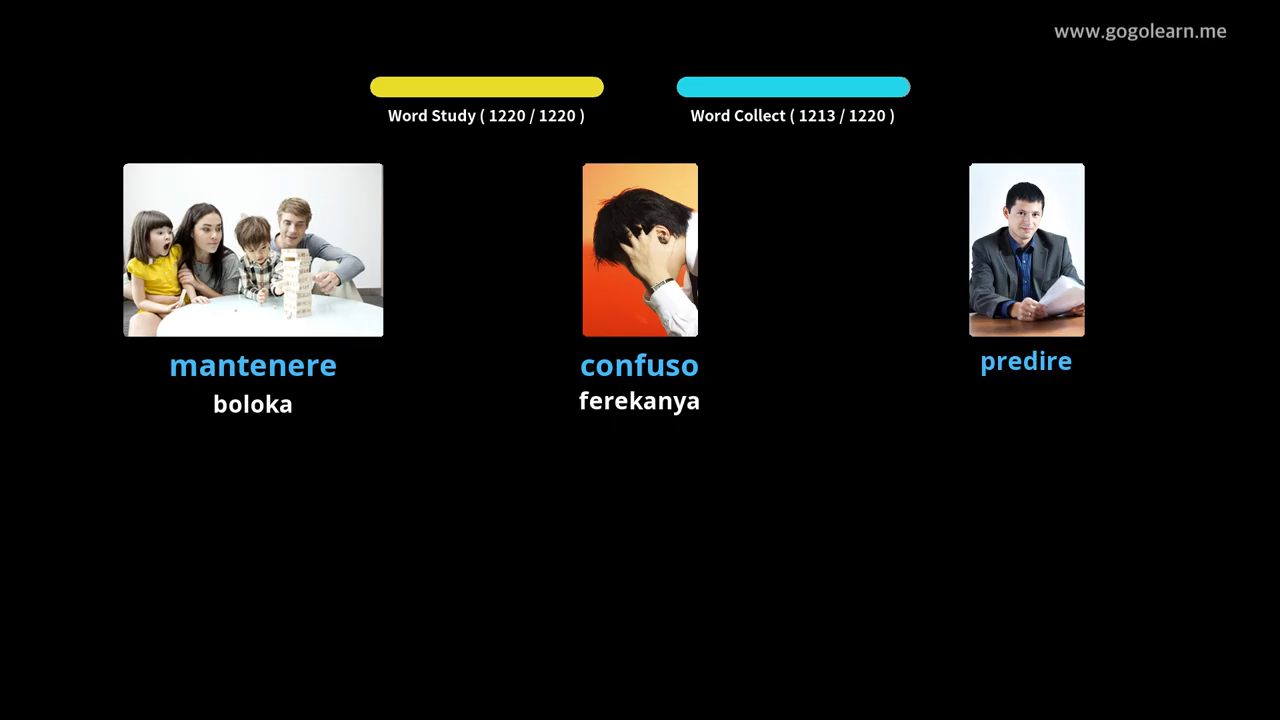 www.gogolearn.me
Word Study ( 1220 / 1220 )
Word Collect ( 1213 / 1220 )
mantenere
boloka
confuso
ferekanya
predire